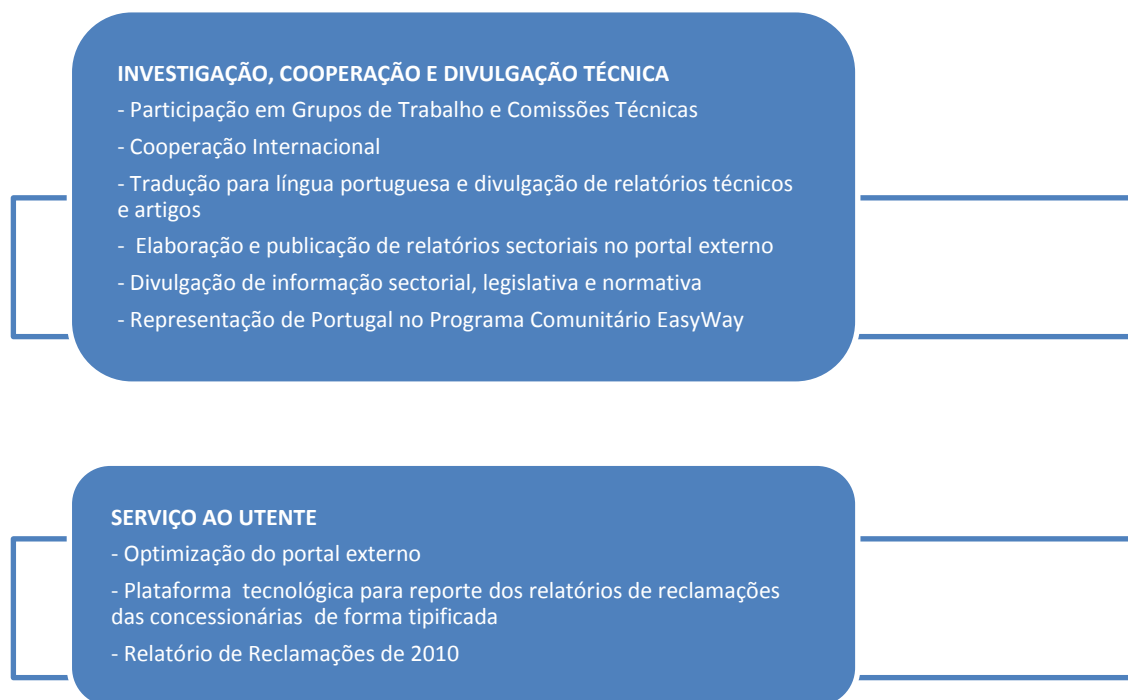 INVESTIGAÇÃO, COOPERAÇÃO E DIVULGAÇÃO TÉCNICA
- Participação em Grupos de Trabalho e Comissões Técnicas
- Cooperação Internacional
- Tradução para língua portuguesa e divulgação de relatórios técnicos
e artigos
- Elaboração e publicação de relatórios sectoriais no portal externo
- Divulgação de informação sectorial, legislativa e normativa
- Representação de Portugal no Programa Comunitário EasyWay
SERVIÇO AO UTENTE
- Optimização do portal externo
- Plataforma tecnológica para reporte dos relatórios de reclamações
das concessionárias de forma tipificada
- Relatório de Reclamações de 2010